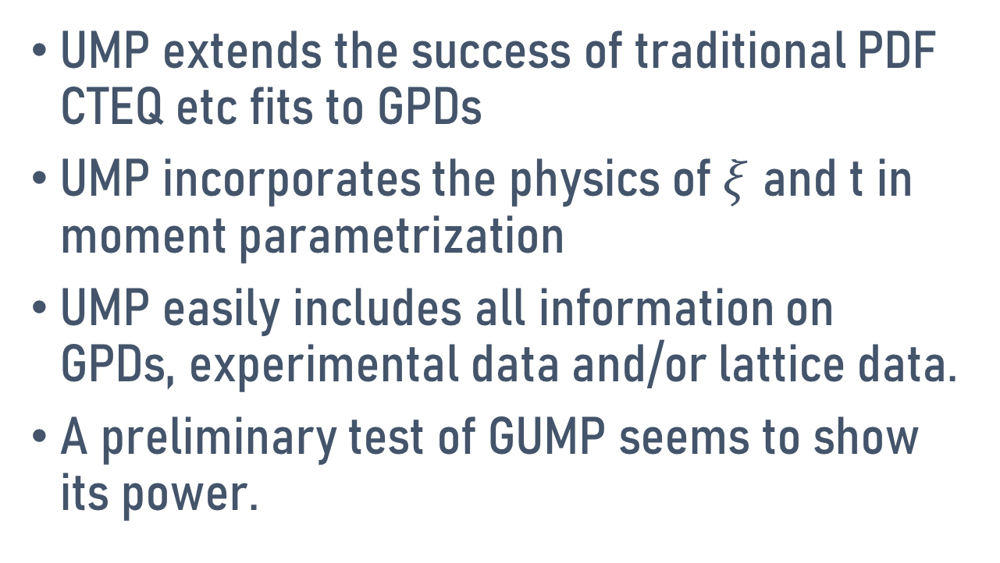 • UMP extends the success of traditional PDF
CTEQ etc fits to GPDs
• UMP incorporates the physics of ξ and t in
moment parametrization
• UMP easily includes all information on
GPDs, experimental data and/or lattice data.
• A preliminary test of GUMP seems to show
its power.